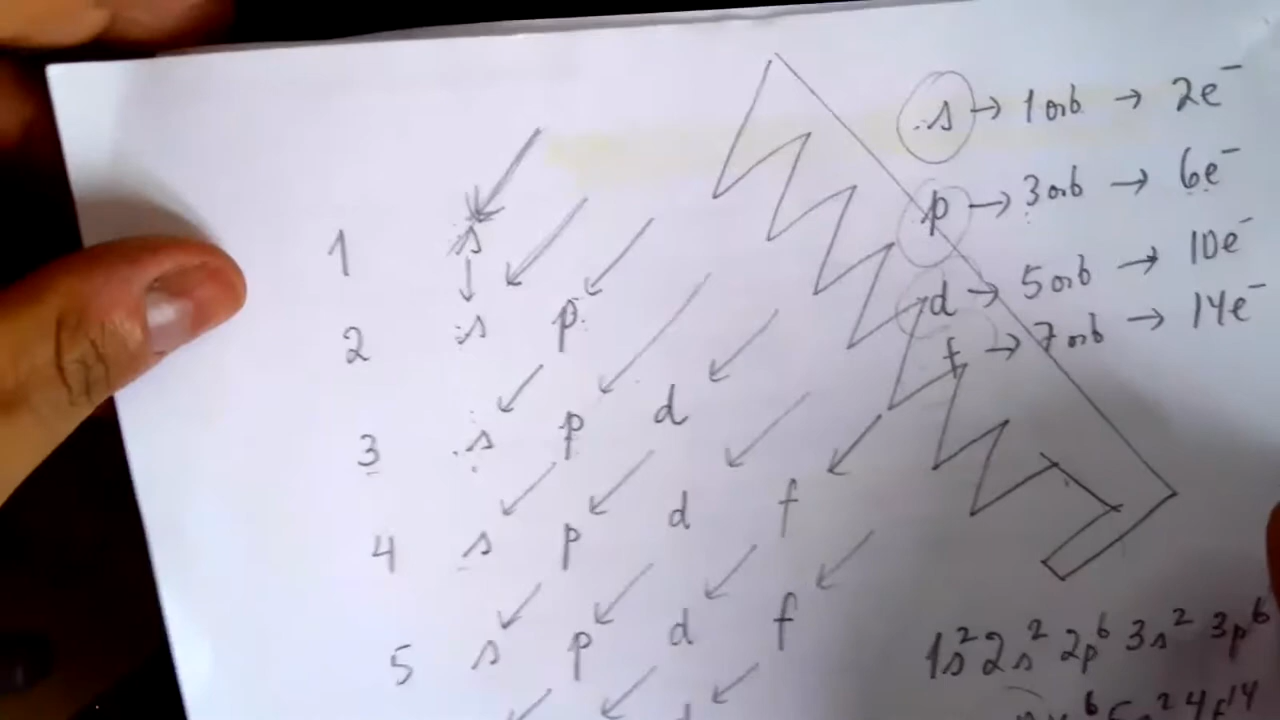 s → 1 orb → 2e⁻
p → 3 orb → 6e⁻
d → 5 orb → 10e⁻
f → 7 orb → 14e⁻
1 s
2 s p
3 s p d
4 s p d f
5 s p d f
1s² 2s² 2p⁶ 3s² 3p⁶